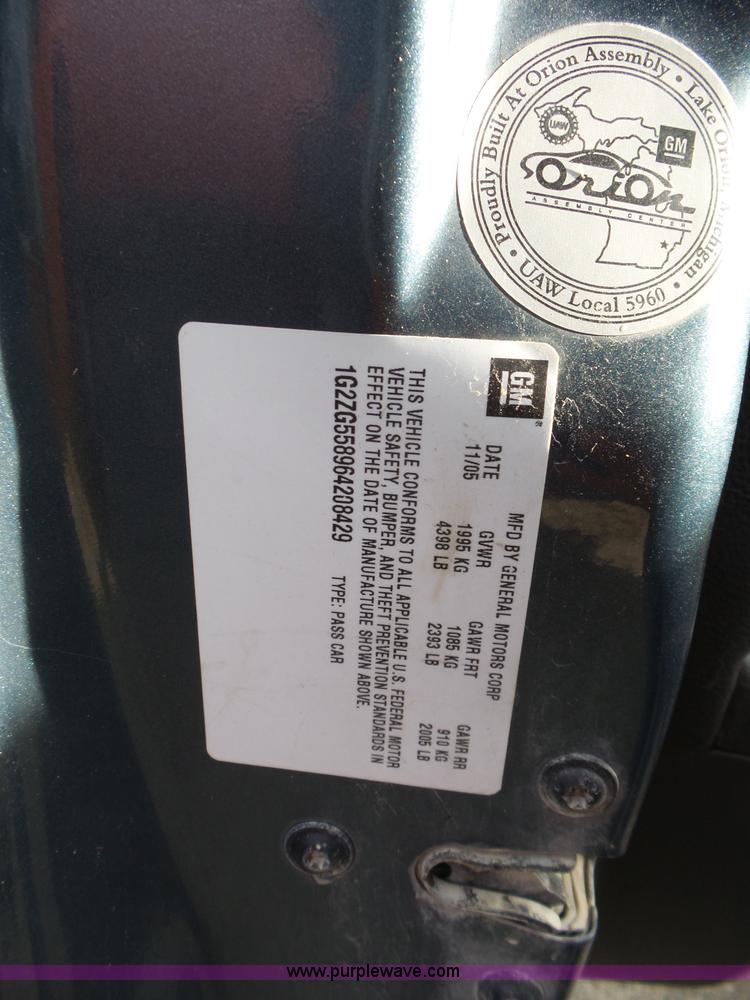 Proudly Built At Orion Assembly • Lake Orion, Michigan •
UAW
GM
Orion
ASSEMBLY CENTER
UAW Local 5960 •
GM®
MFD BY GENERAL MOTORS CORP
DATE GVWR GAWR FRT GAWR RR
11/05 1995 KG 1085 KG 910 KG
4398 LB 2393 LB 2005 LB
THIS VEHICLE CONFORMS TO ALL APPLICABLE U.S. FEDERAL MOTOR
VEHICLE SAFETY, BUMPER, AND THEFT PREVENTION STANDARDS IN
EFFECT ON THE DATE OF MANUFACTURE SHOWN ABOVE.
1G2ZG558964208429 TYPE: PASS CAR
www.purplewave.com